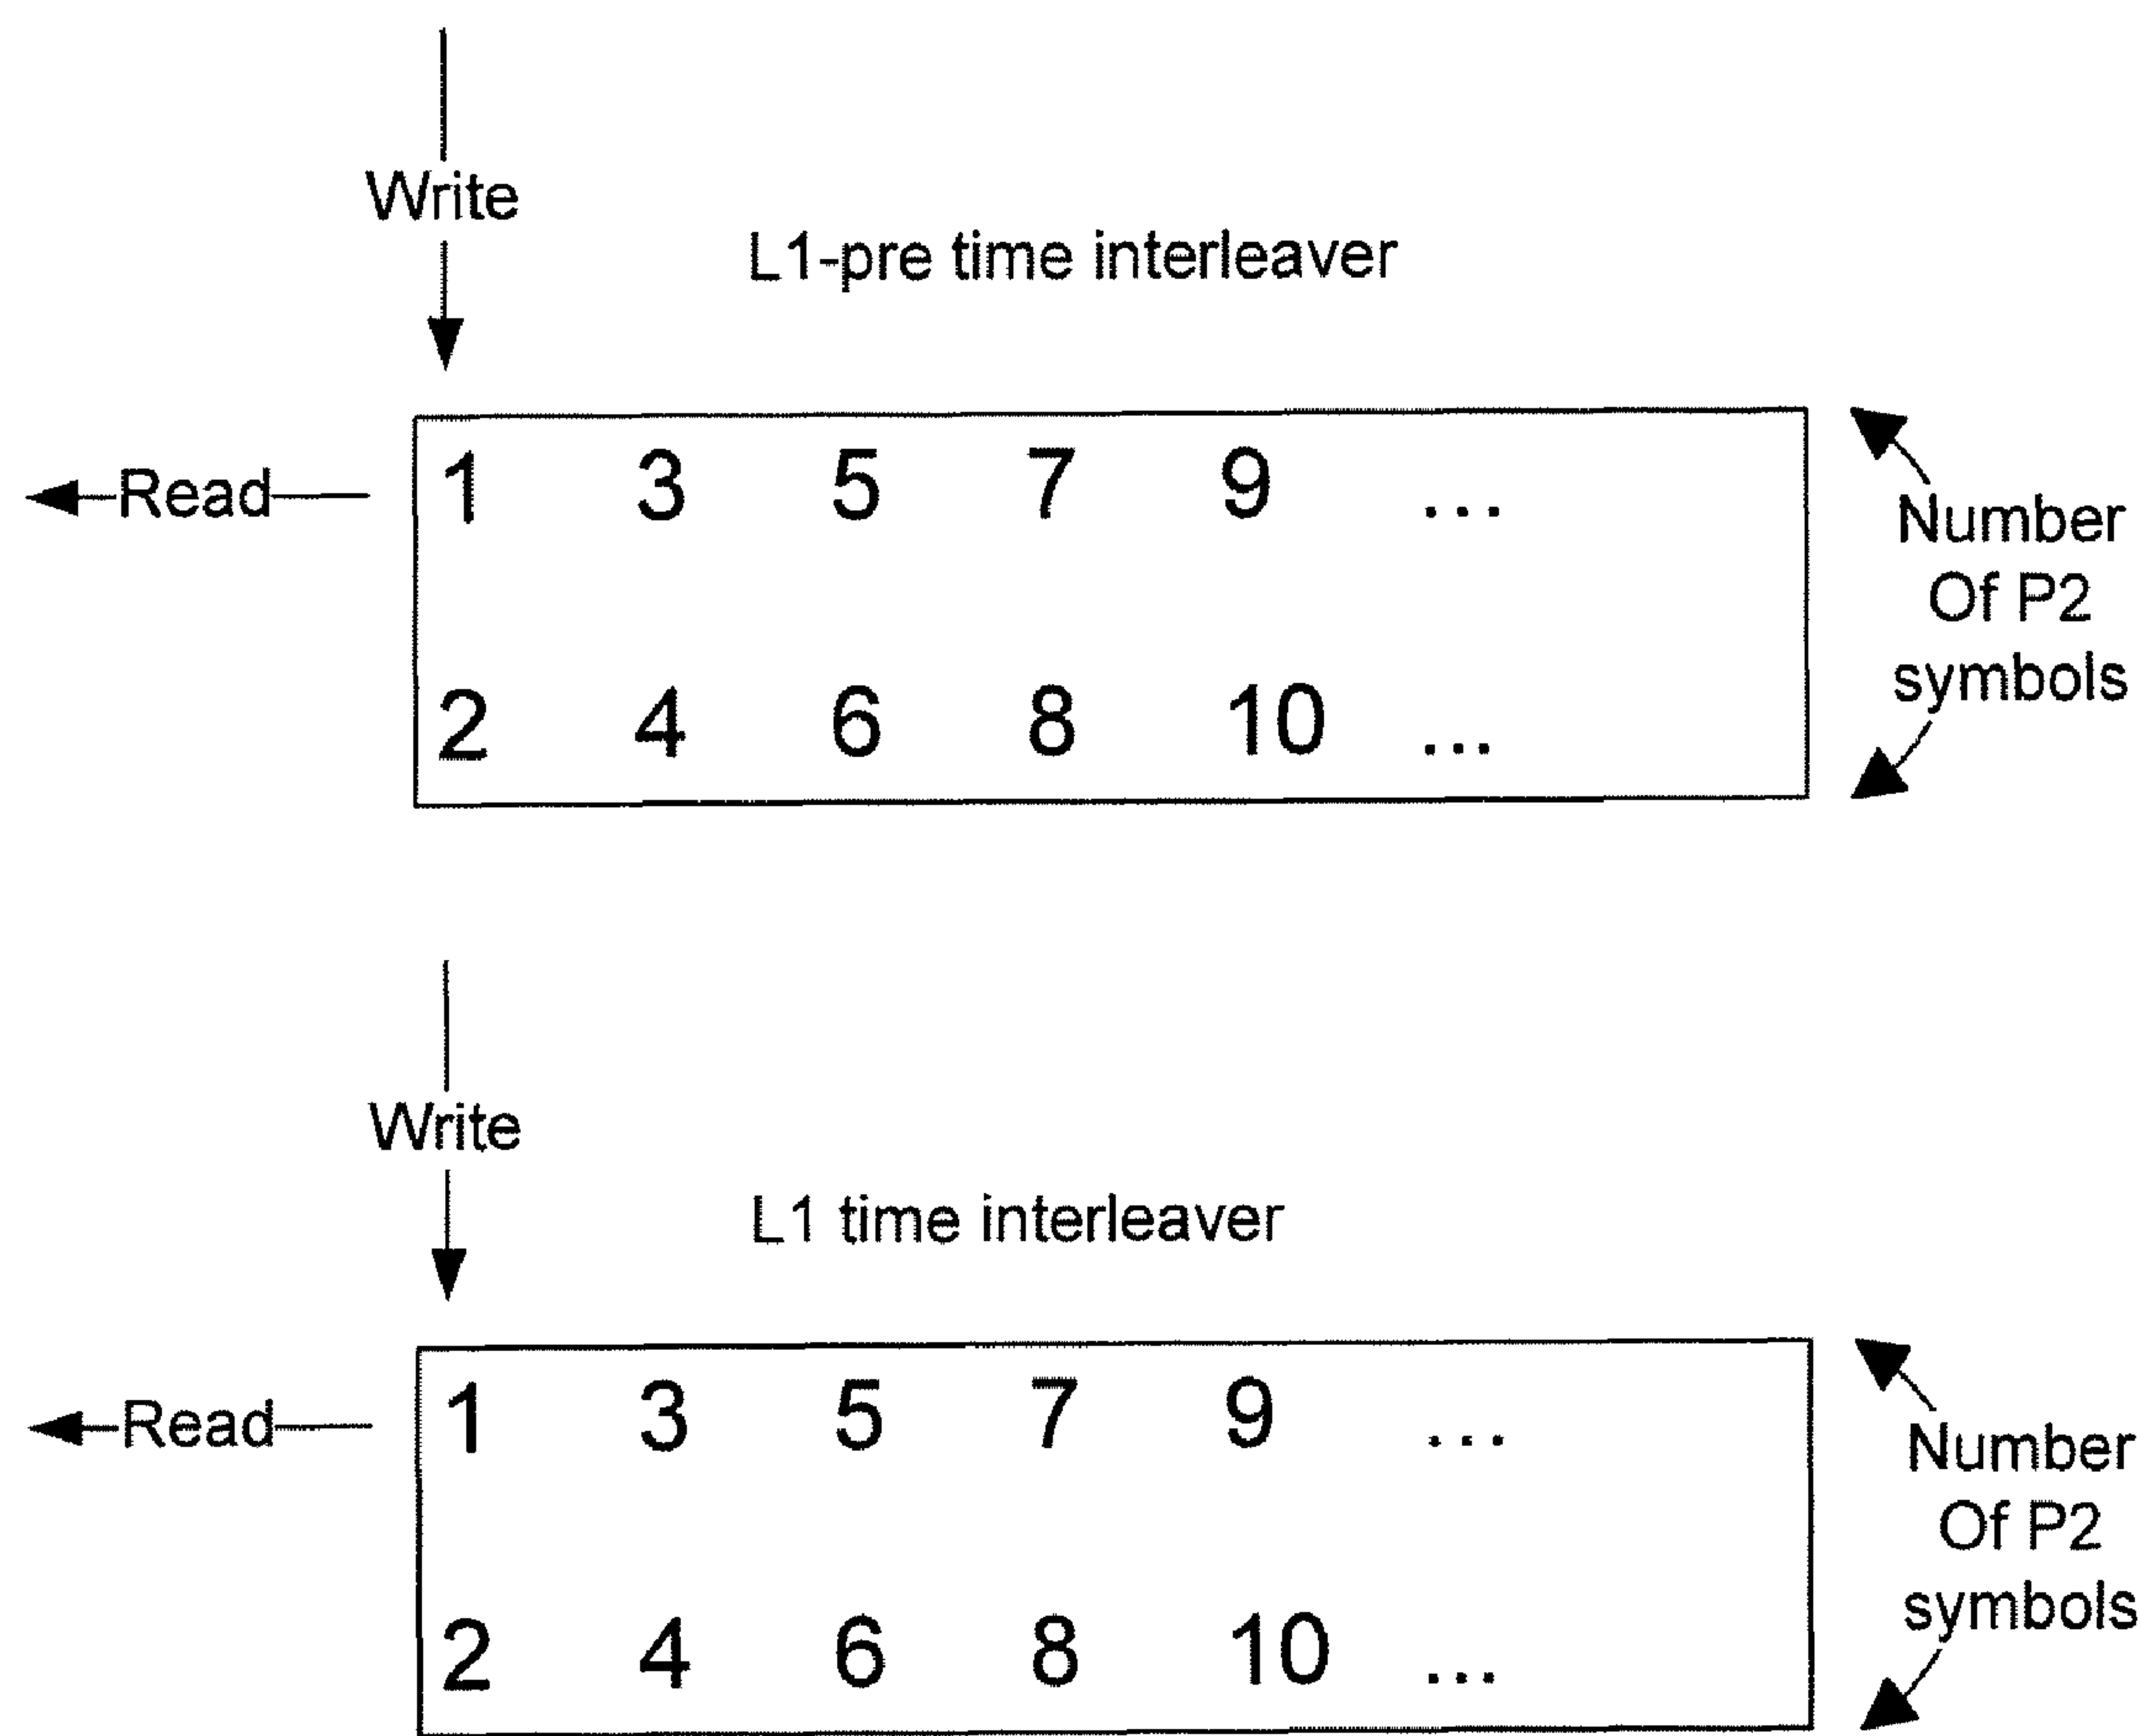 Write
L1-pre time interleaver
Read
1 3 5 7 9 ...
2 4 6 8 10 ...
Number
Of P2
symbols
Write
L1 time interleaver
Read
1 3 5 7 9 ...
2 4 6 8 10 ...
Number
Of P2
symbols